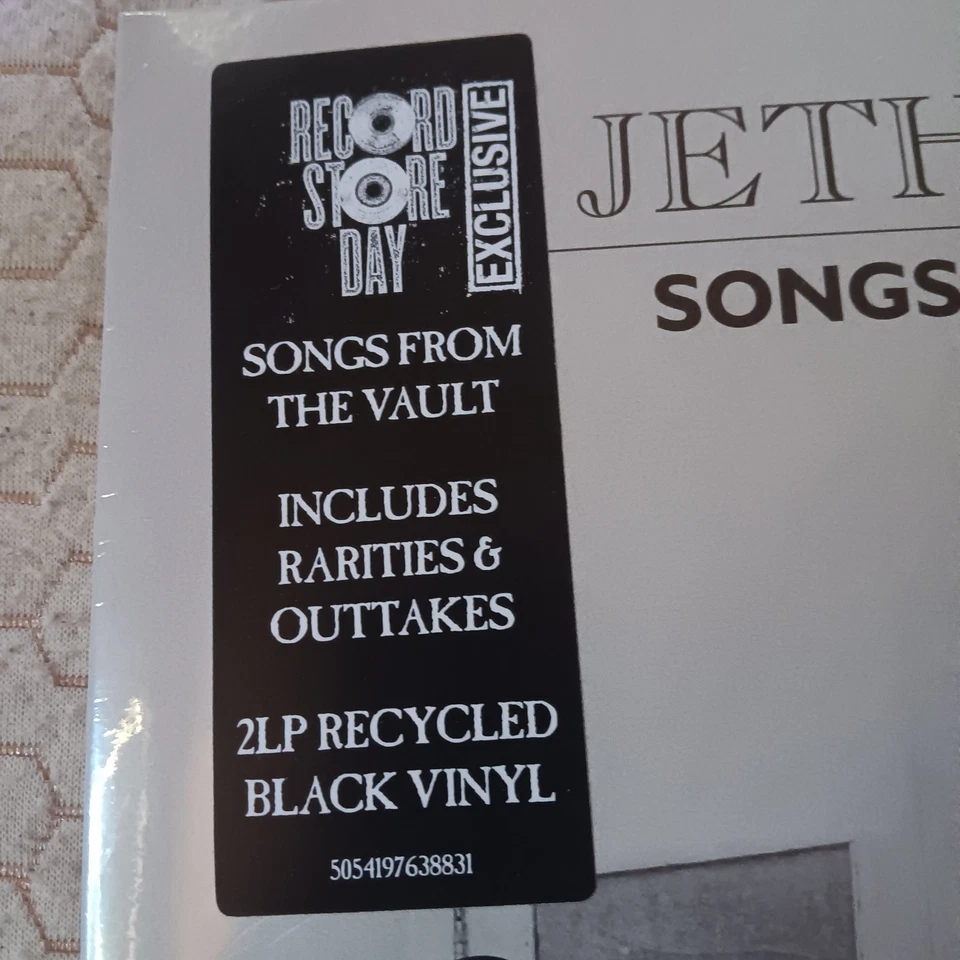 RECORD
STORE
DAY
EXCLUSIVE
SONGS FROM
THE VAULT
INCLUDES
RARITIES &
OUTTAKES
2LP RECYCLED
BLACK VINYL
5054197638831
JETH
SONGS